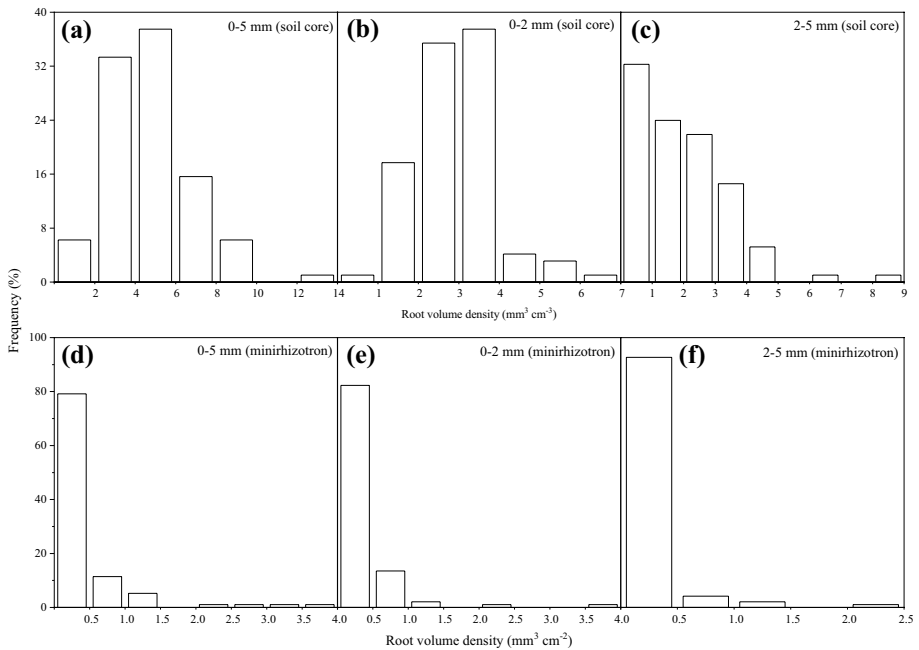 (a) 0-5 mm (soil core)
(b) 0-2 mm (soil core)
(c) 2-5 mm (soil core)
40
32
24
16
8
0
2 4 6 8 10 12 14
1 2 3 4 5 6 7
1 2 3 4 5 6 7 8 9
Root volume density (mm³ cm⁻³)
Frequency (%)
(d) 0-5 mm (minirhizotron)
(e) 0-2 mm (minirhizotron)
(f) 2-5 mm (minirhizotron)
100
80
60
40
20
0
0.5 1.0 1.5 2.0 2.5 3.0 3.5 4.0
0.5 1.0 1.5 2.0 2.5 3.0 3.5 4.0
0.5 1.0 1.5 2.0 2.5
Root volume density (mm³ cm⁻²)